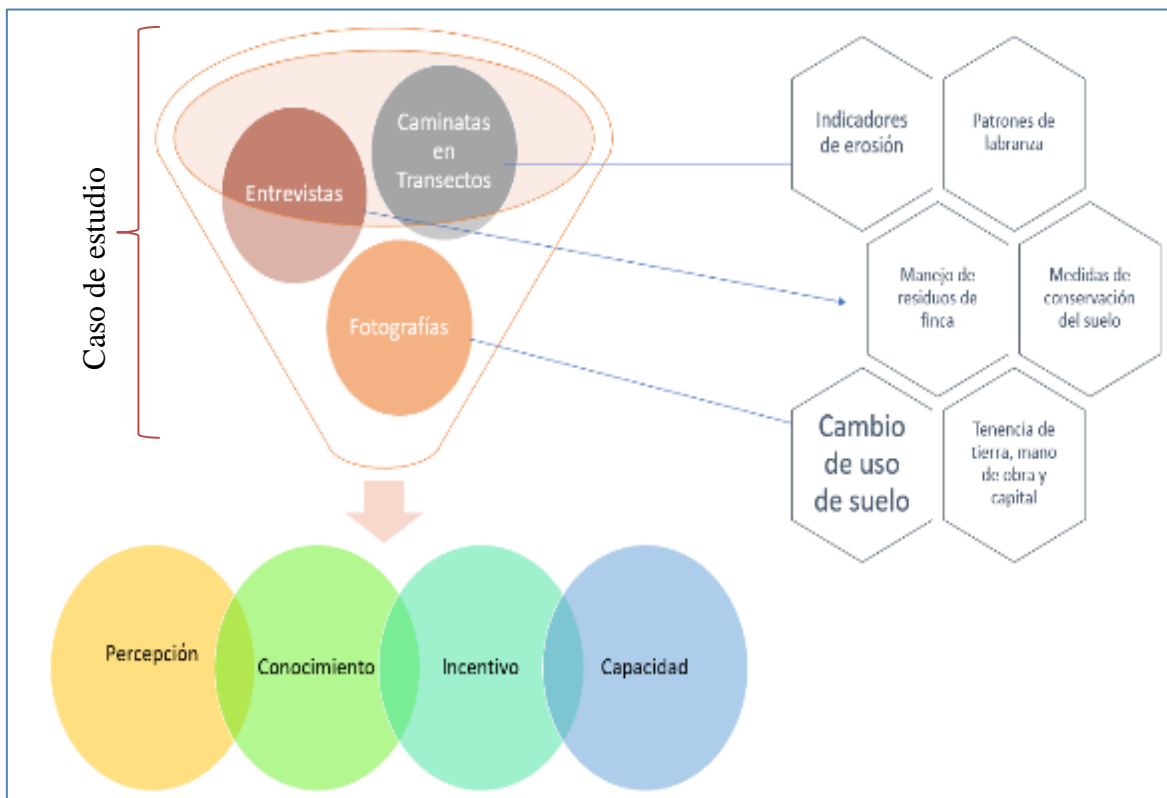 Caso de estudio
Entrevistas
Caminatas
en
Transectos
Fotografías
Indicadores
de erosión
Patrones de
labranza
Manejo de
residuos de
finca
Medidas de
conservación
del suelo
Cambio
de uso
de suelo
Tenencia de
tierra, mano
de obra y
capital
Percepción
Conocimiento
Incentivo
Capacidad